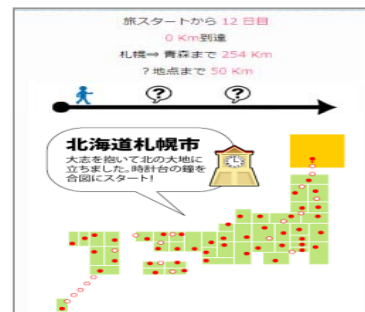 旅スタートから 12 日目
0 Km到達
札幌⇔ 青森まで 254 Km
? 地点まで 50 Km
? ?
北海道札幌市
大志を抱いて北の大地に
立ちました。時計台の鐘を
合図にスタート!